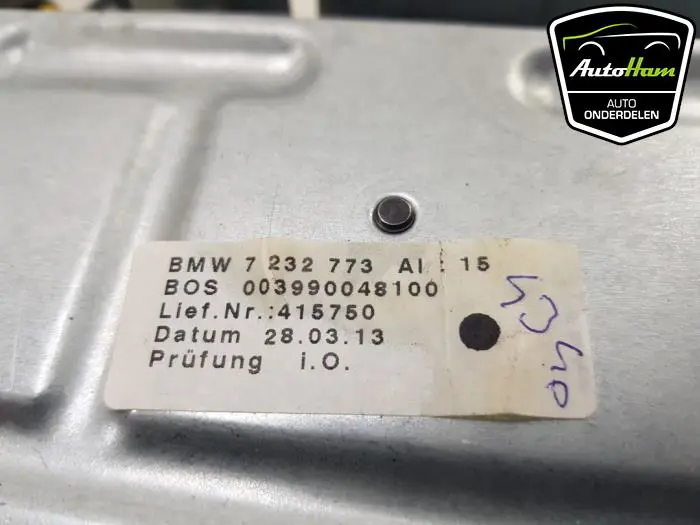 AutoHam
AUTO
ONDERDELEN
BMW 7 232 773 AI : 15
BOS 003990048100
Lief.Nr.:415750
Datum 28.03.13
Prüfung i.O.